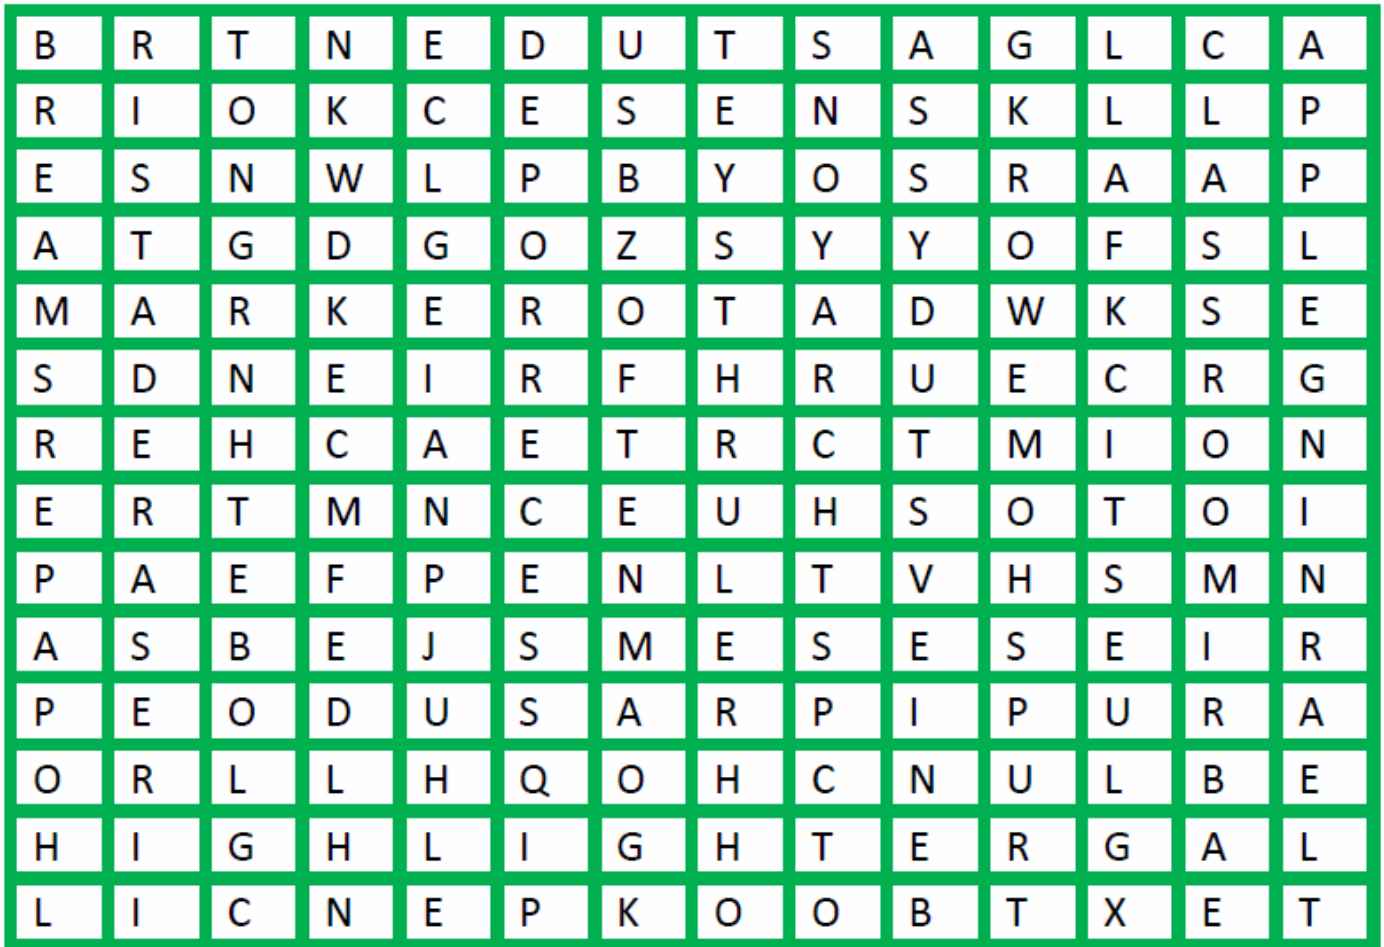 B R T N E D U T S A G L C A
R I O K C E S E N S K L L P
E S N W L P B Y O S R A A P
A T G D G O Z S Y Y O F S L
M A R K E R O T A D W K S E
S D N E I R F H R U E C R G
R E H C A E T R C T M I O N
E R T M N C E U H S O T O I
P A E F P E N L T V H S M N
A S B E J S M E S E S E I R
P E O D U S A R P I P U R A
O R L L H Q O H C N U L B E
H I G H L I G H T E R G A L
L I C N E P K O O B T X E T